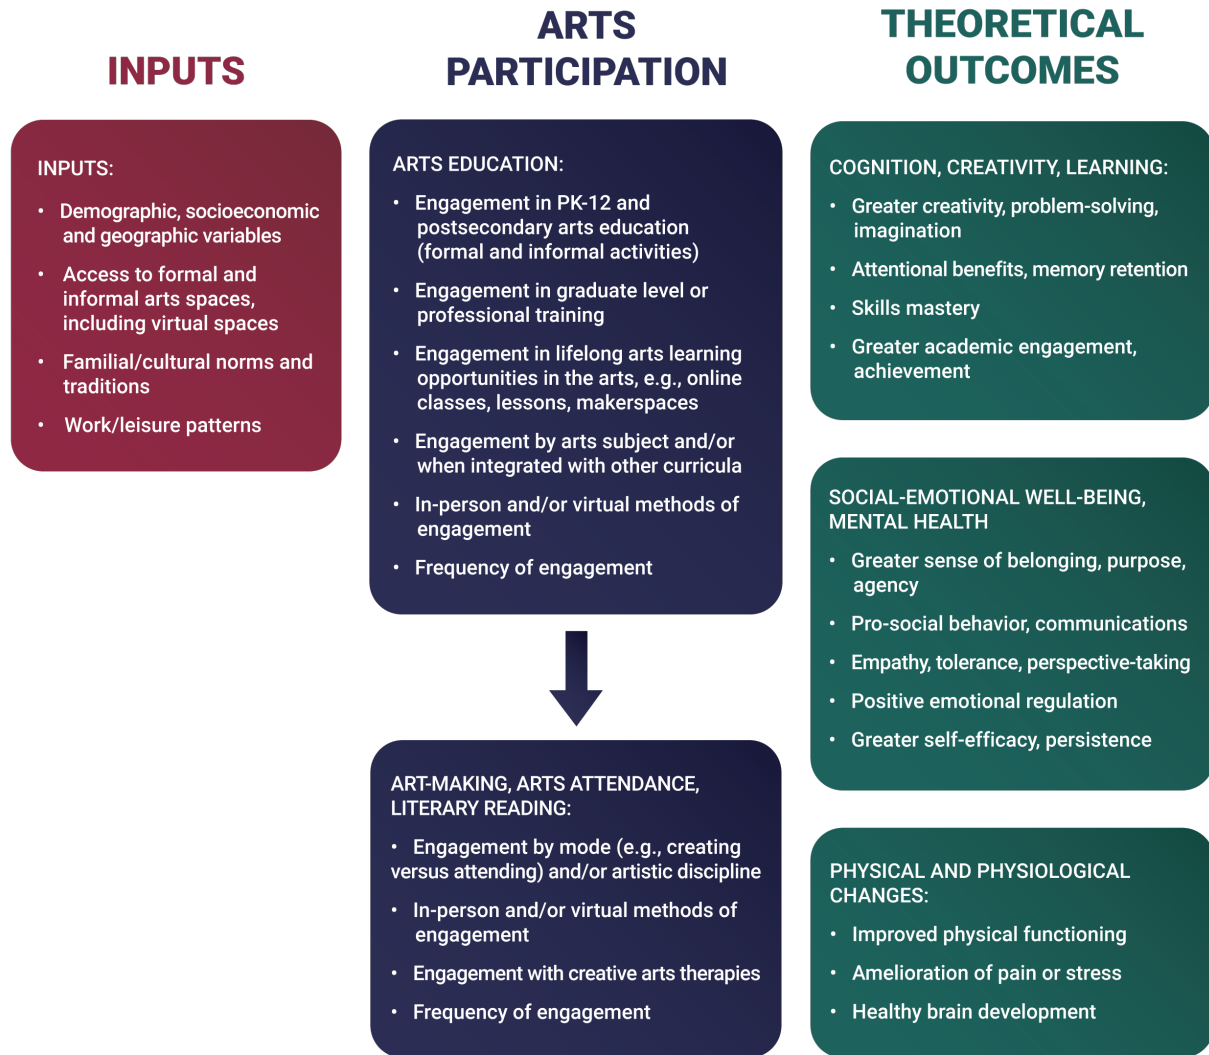 INPUTS
ARTS
PARTICIPATION
THEORETICAL
OUTCOMES
INPUTS:
• Demographic, socioeconomic
and geographic variables
• Access to formal and
informal arts spaces,
including virtual spaces
• Familial/cultural norms and
traditions
• Work/leisure patterns
ARTS EDUCATION:
• Engagement in PK-12 and
postsecondary arts education
(formal and informal activities)
• Engagement in graduate level or
professional training
• Engagement in lifelong arts learning
opportunities in the arts, e.g., online
classes, lessons, makerspaces
• Engagement by arts subject and/or
when integrated with other curricula
• In-person and/or virtual methods of
engagement
• Frequency of engagement
ART-MAKING, ARTS ATTENDANCE,
LITERARY READING:
• Engagement by mode (e.g., creating
versus attending) and/or artistic discipline
• In-person and/or virtual methods of
engagement
• Engagement with creative arts therapies
• Frequency of engagement
COGNITION, CREATIVITY, LEARNING:
• Greater creativity, problem-solving,
imagination
• Attentional benefits, memory retention
• Skills mastery
• Greater academic engagement,
achievement
SOCIAL-EMOTIONAL WELL-BEING,
MENTAL HEALTH
• Greater sense of belonging, purpose,
agency
• Pro-social behavior, communications
• Empathy, tolerance, perspective-taking
• Positive emotional regulation
• Greater self-efficacy, persistence
PHYSICAL AND PHYSIOLOGICAL
CHANGES:
• Improved physical functioning
• Amelioration of pain or stress
• Healthy brain development